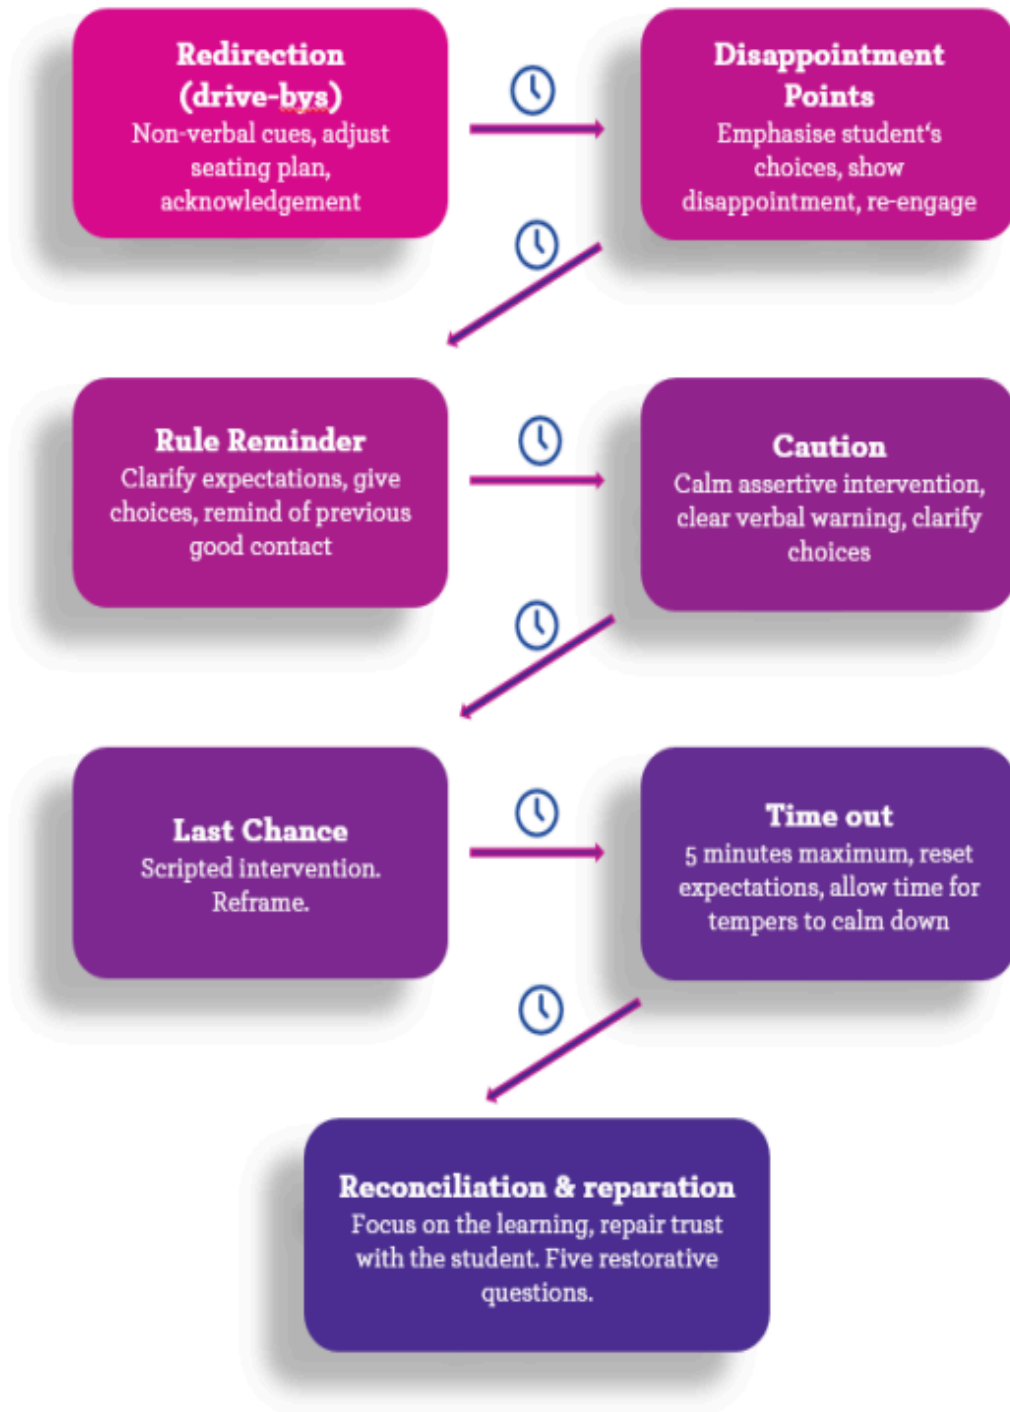 Redirection
(drive-bys)
Non-verbal cues, adjust
seating plan,
acknowledgement
Disappointment
Points
Emphasise student‘s
choices, show
disappointment, re-engage
Rule Reminder
Clarify expectations, give
choices, remind of previous
good contact
Caution
Calm assertive intervention,
clear verbal warning, clarify
choices
Last Chance
Scripted intervention.
Reframe.
Time out
5 minutes maximum, reset
expectations, allow time for
tempers to calm down
Reconciliation & reparation
Focus on the learning, repair trust
with the student. Five restorative
questions.